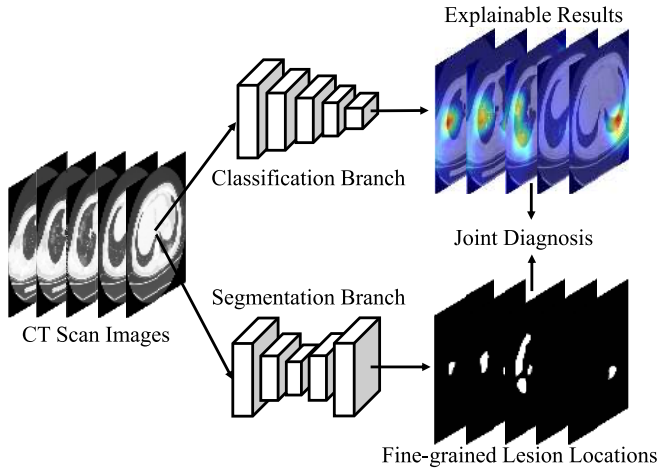 Explainable Results
Classification Branch
Joint Diagnosis
Segmentation Branch
CT Scan Images
Fine-grained Lesion Locations